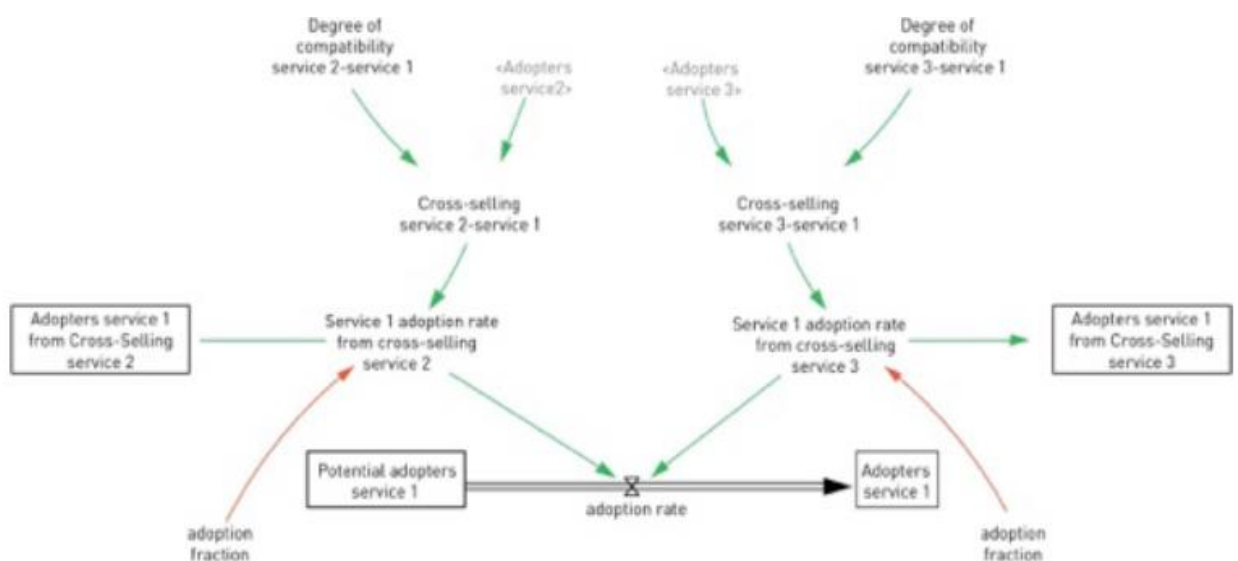 Degree of
compatibility
service 2-service 1
<Adopters
service2>
<Adopters
service 3>
Degree of
compatibility
service 3-service 1
Cross-selling
service 2-service 1
Cross-selling
service 3-service 1
Adopters service 1
from Cross-Selling
service 2
Service 1 adoption rate
from cross-selling
service 2
Service 1 adoption rate
from cross-selling
service 3
Adopters service 1
from Cross-Selling
service 3
Potential adopters
service 1
adoption rate
Adopters
service 1
adoption
fraction
adoption
fraction